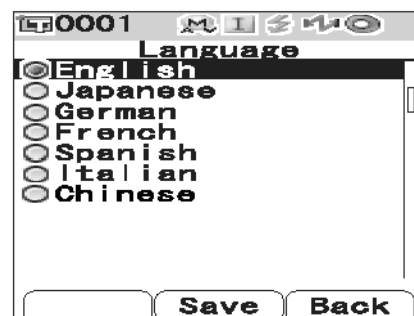 0001 M I
Language
English
Japanese
German
French
Spanish
Italian
Chinese
Save Back